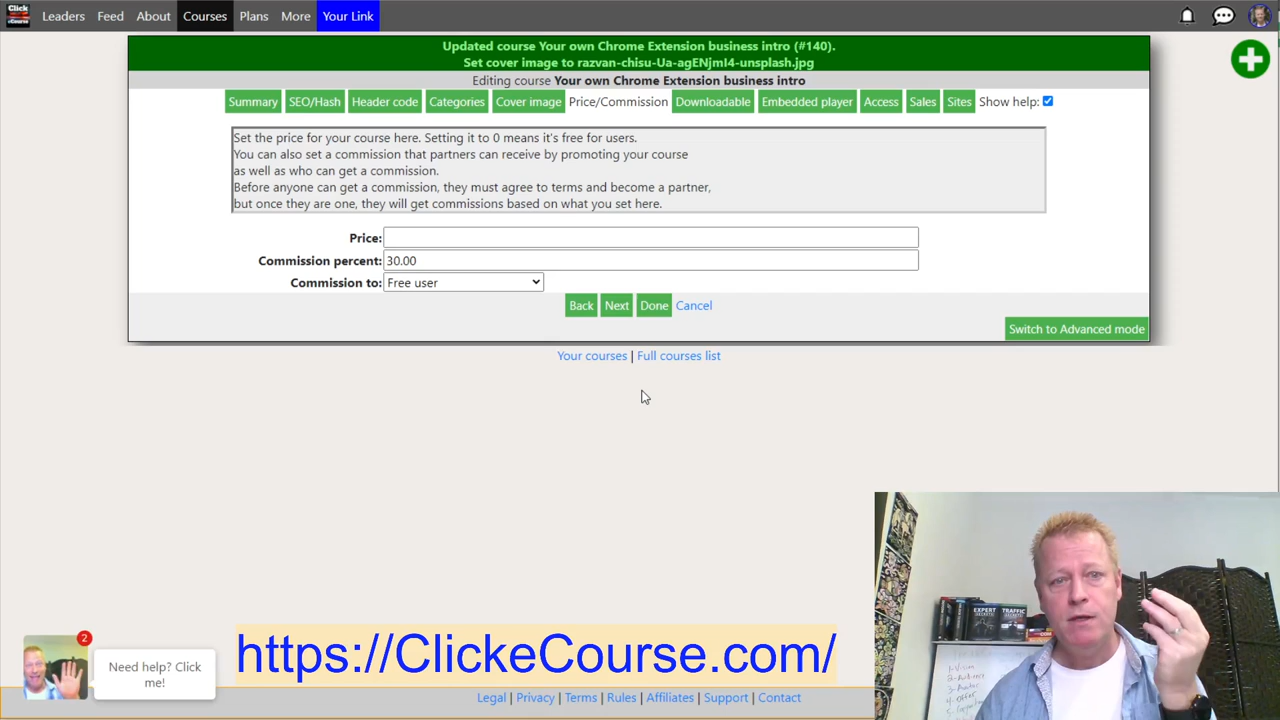 Click
eCourse
Leaders Feed About Courses Plans More Your Link
Updated course Your own Chrome Extension business intro (#140).
Set cover image to razvan-chisu-Ua-agENjmI4-unsplash.jpg
Editing course Your own Chrome Extension business intro
Summary SEO/Hash Header code Categories Cover image Price/Commission Downloadable Embedded player Access Sales Sites Show help:
Set the price for your course here. Setting it to 0 means it's free for users.
You can also set a commission that partners can receive by promoting your course
as well as who can get a commission.
Before anyone can get a commission, they must agree to terms and become a partner,
but once they are one, they will get commissions based on what you set here.
Price:
Commission percent: 30.00
Commission to: Free user
Back Next Done Cancel
Switch to Advanced mode
Your courses | Full courses list
EXPERT
SECRETS
TRAFFIC
SECRETS
2
Need help? Click
me!
https://ClickeCourse.com/
1-Vision
Legal | Privacy | Terms | Rules | Affiliates | Support | Contact